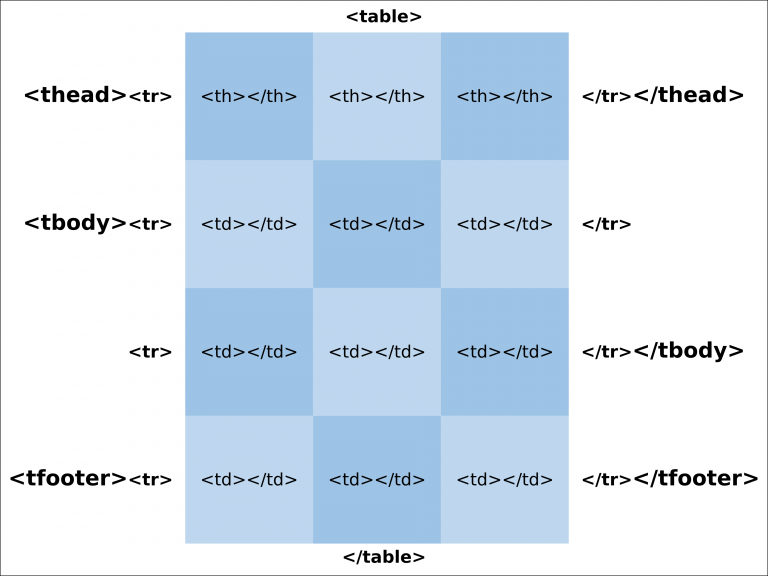 <table>
<thead><tr> <th></th> <th></th> <th></th> </tr></thead>
<tbody><tr> <td></td> <td></td> <td></td> </tr>
<tr> <td></td> <td></td> <td></td> </tr></tbody>
<tfooter><tr> <td></td> <td></td> <td></td> </tr></tfooter>
</table>